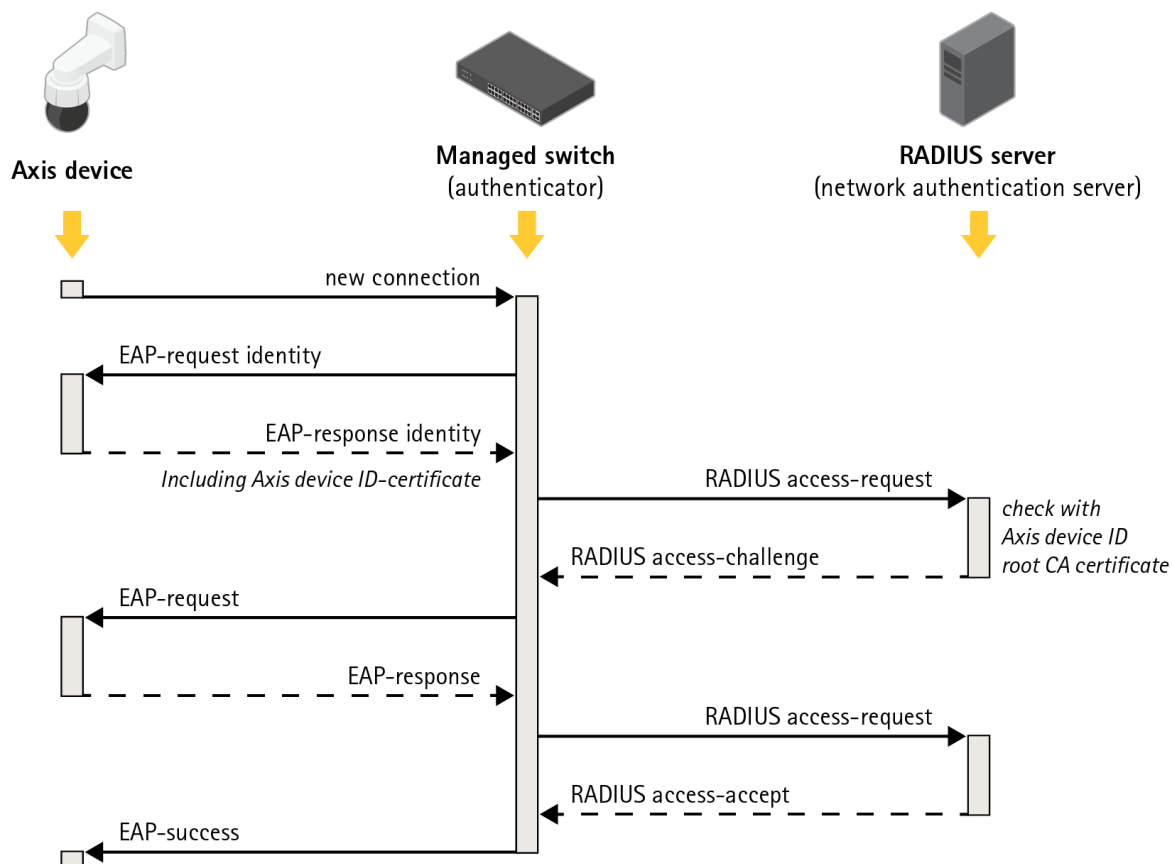 Axis device
Managed switch
(authenticator)
RADIUS server
(network authentication server)
new connection
EAP-request identity
EAP-response identity
Including Axis device ID-certificate
RADIUS access-request
check with
Axis device ID
root CA certificate
RADIUS access-challenge
EAP-request
EAP-response
RADIUS access-request
RADIUS access-accept
EAP-success